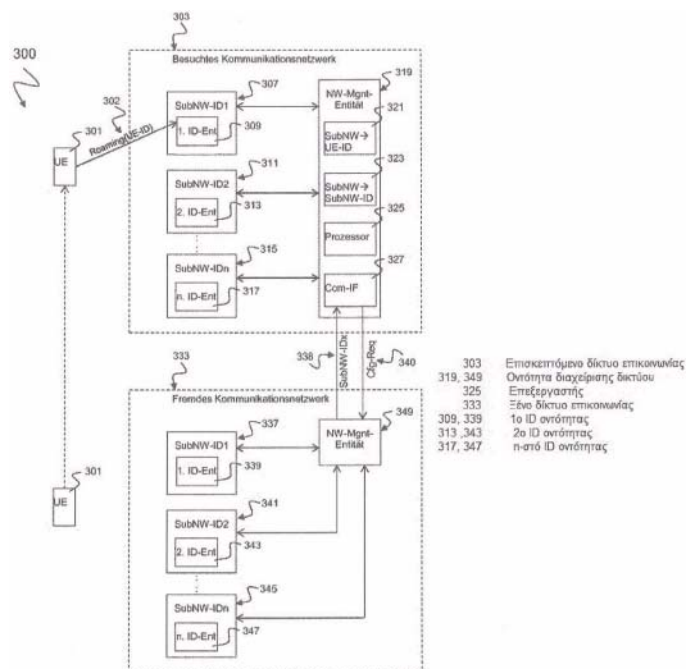 300
303
Besuchtes Kommunikationsnetzwerk
302
301
UE
Roaming(UE-ID)
307
SubNW-ID1
1. ID-Ent
309
311
SubNW-ID2
2. ID-Ent
313
315
SubNW-IDn
n. ID-Ent
317
319
NW-Mgnt-
Entität
321
SubNW→
UE-ID
323
SubNW→
SubNW-ID
325
Prozessor
327
Com-IF
338
SubNW-IDx
Cfg-Req
340
333
Fremdes Kommunikationsnetzwerk
337
SubNW-ID1
1. ID-Ent
339
349
NW-Mgnt-
Entität
301
UE
341
SubNW-ID2
2. ID-Ent
343
345
SubNW-IDn
n. ID-Ent
347
303 Επισκεπτόμενο δίκτυο επικοινωνίας
319, 349 Οντότητα διαχείρισης δικτύου
325 Επεξεργαστής
333 Ξένο δίκτυο επικοινωνίας
309, 339 1ο ID οντότητας
313 ,343 2ο ID οντότητας
317, 347 n-στό ID οντότητας